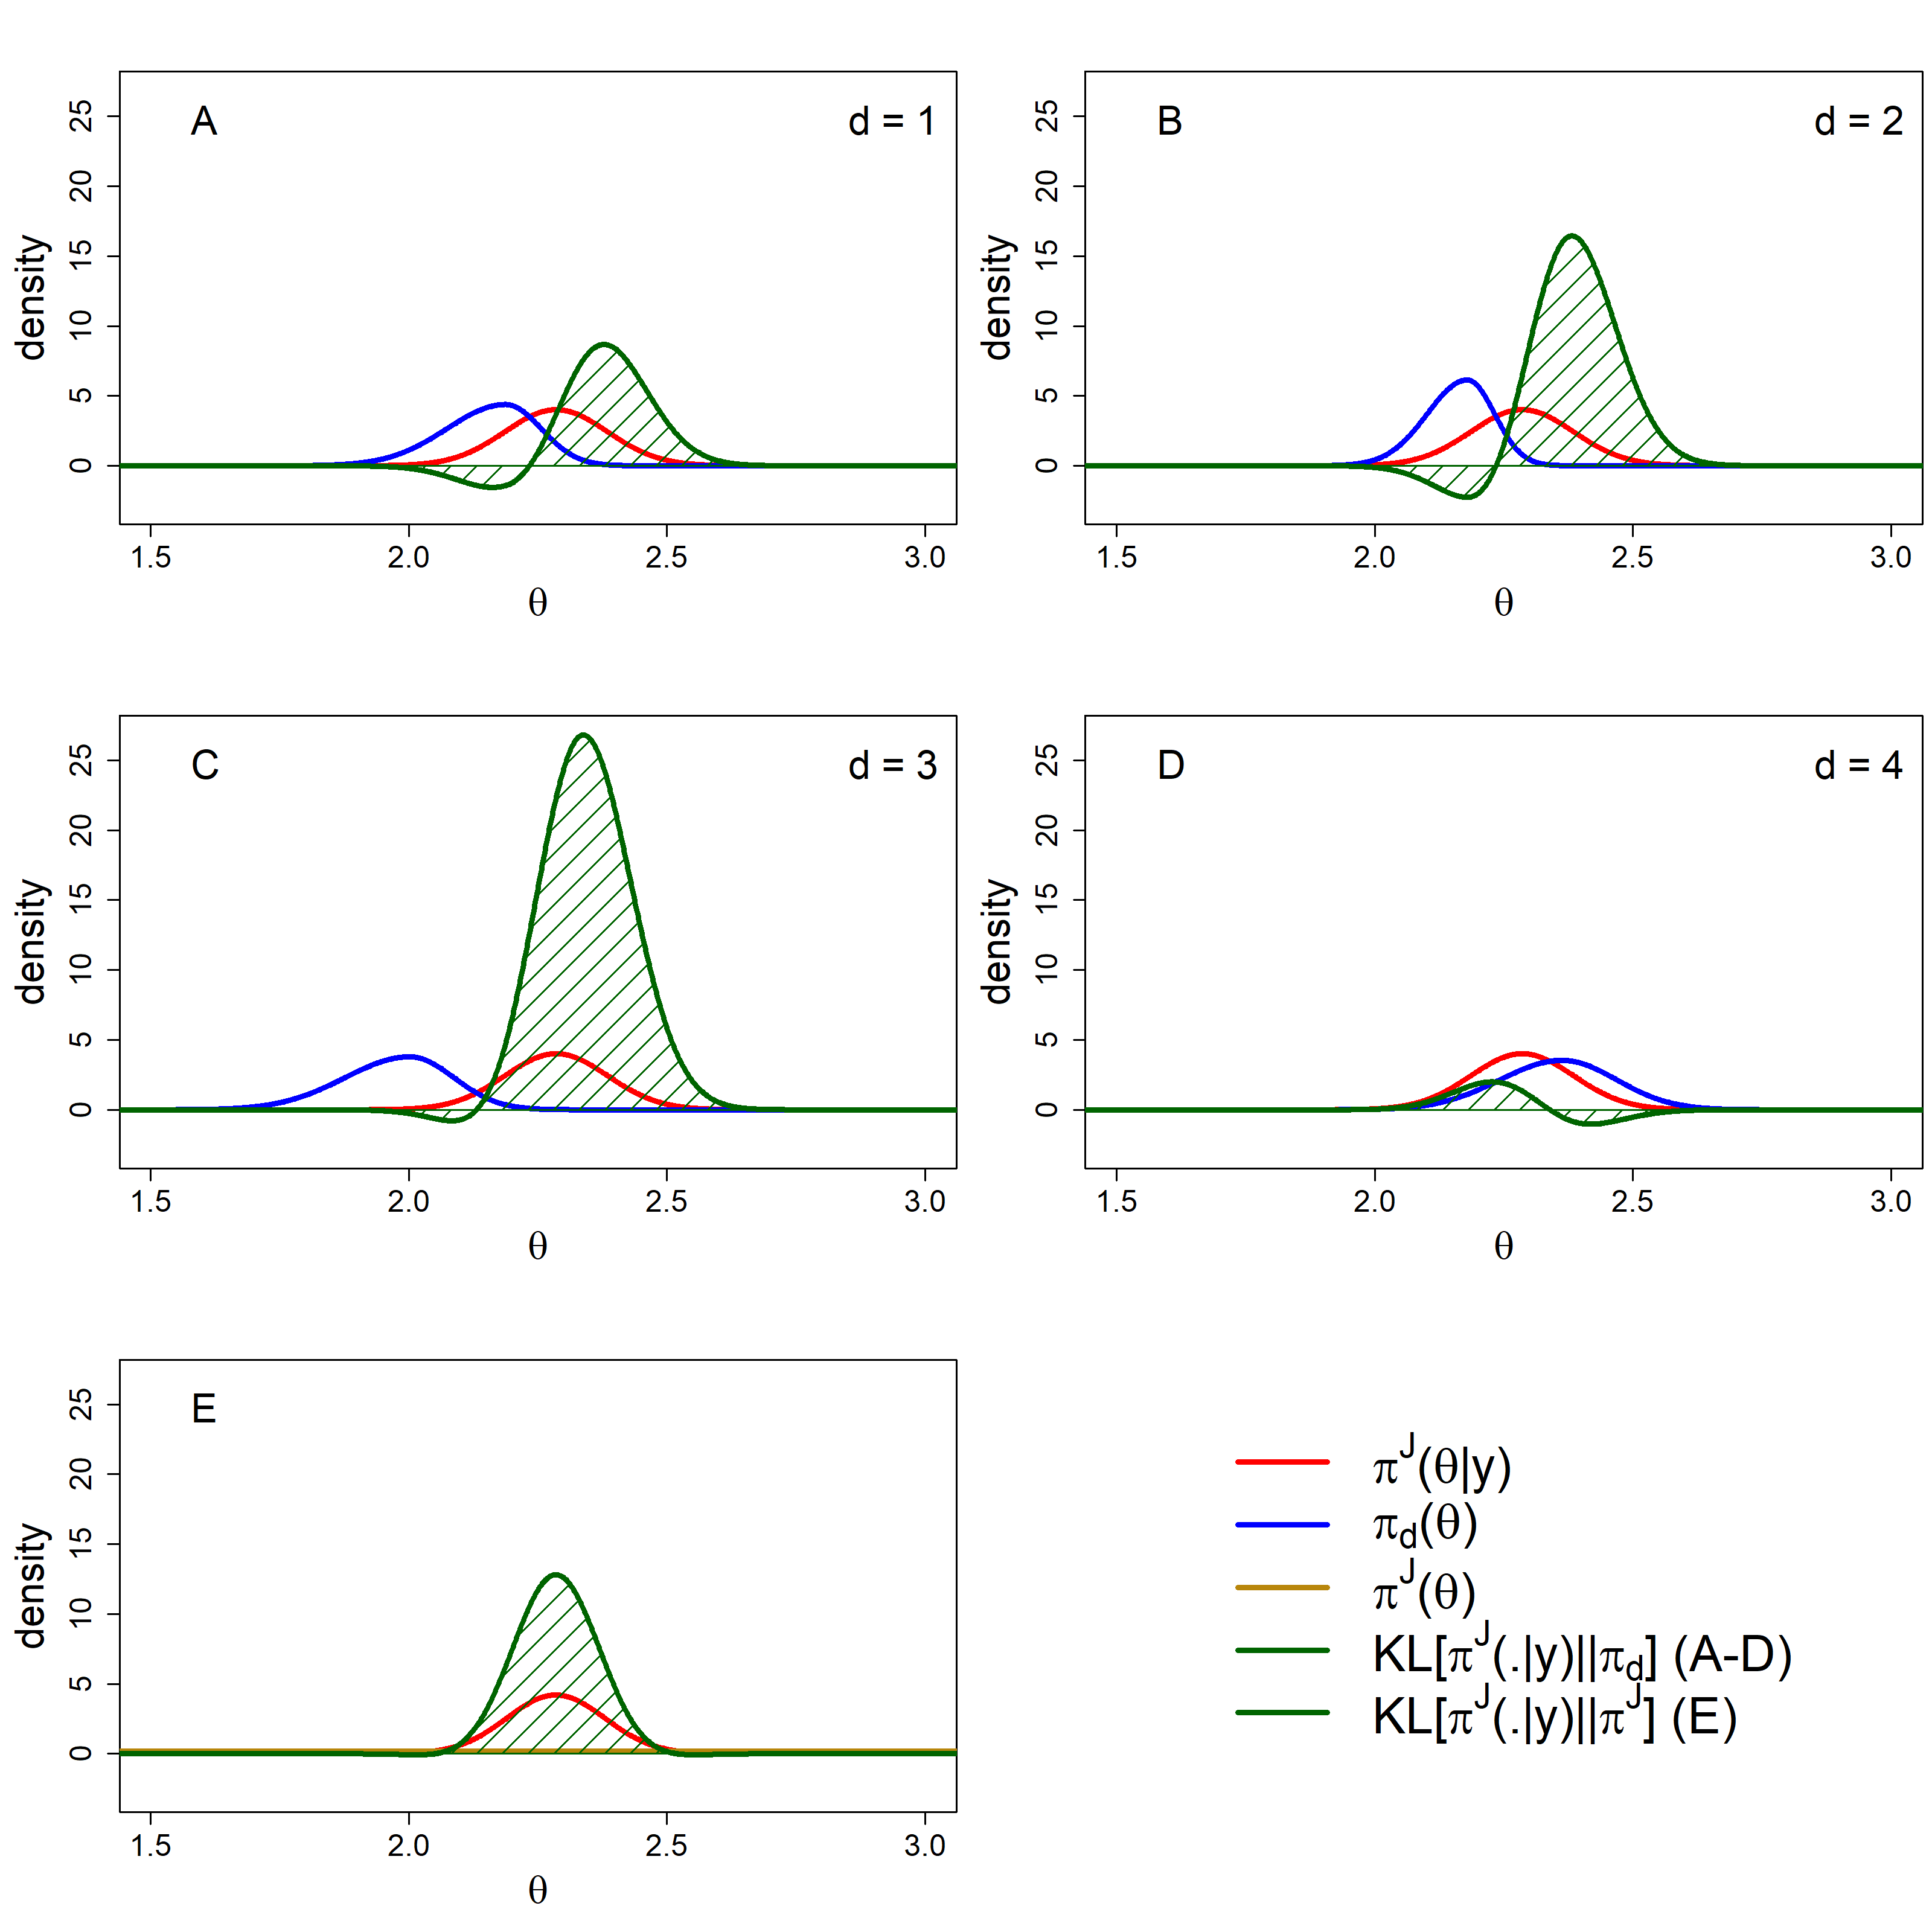 A d = 1
density
25
20
15
10
5
0
1.5 2.0 2.5 3.0
θ
B d = 2
density
25
20
15
10
5
0
1.5 2.0 2.5 3.0
θ
C d = 3
density
25
20
15
10
5
0
1.5 2.0 2.5 3.0
θ
D d = 4
density
25
20
15
10
5
0
1.5 2.0 2.5 3.0
θ
E
density
25
20
15
10
5
0
1.5 2.0 2.5 3.0
θ
π^J(θ|y)
π_d(θ)
π^J(θ)
KL[π^J(.|y)||π_d] (A-D)
KL[π^J(.|y)||π^J] (E)